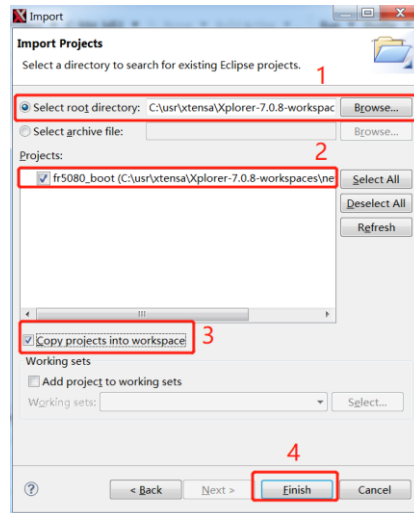 Import
Import Projects
Select a directory to search for existing Eclipse projects.
1
Select root directory: C:\usr\xtensa\Xplorer-7.0.8-workspac Browse...
Select archive file: Browse...
2
Projects:
fr5080_boot (C:\usr\xtensa\Xplorer-7.0.8-workspaces\ne Select All
Deselect All
Refresh
Copy projects into workspace 3
Working sets
Add project to working sets
Working sets: Select...
4
? < Back Next > Finish Cancel